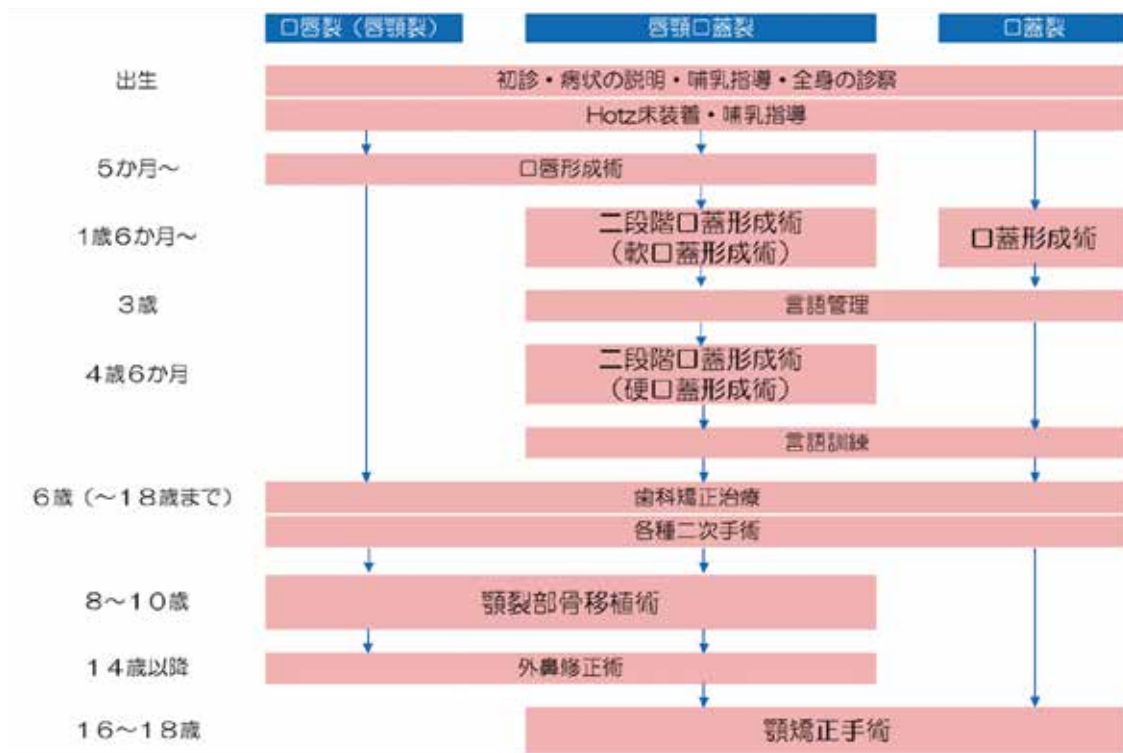 口唇裂（唇顎裂）
唇顎口蓋裂
口蓋裂
出生
初診・病状の説明・哺乳指導・全身の診察
Hotz床装着・哺乳指導
5か月～
口唇形成術
1歳6か月～
二段階口蓋形成術
（軟口蓋形成術）
口蓋形成術
3歳
言語管理
4歳6か月
二段階口蓋形成術
（硬口蓋形成術）
言語訓練
6歳（～18歳まで）
歯科矯正治療
各種二次手術
8～10歳
顎裂部骨移植術
14歳以降
外鼻修正術
16～18歳
顎矯正手術